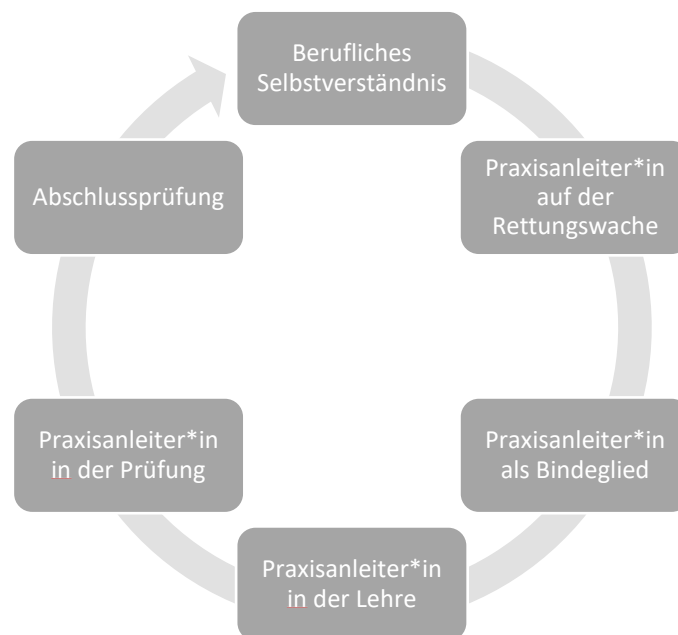 Berufliches
Selbstverständnis
Praxisanleiter*in
auf der
Rettungswache
Praxisanleiter*in
als Bindeglied
Praxisanleiter*in
in der Lehre
Praxisanleiter*in
in der Prüfung
Abschlussprüfung